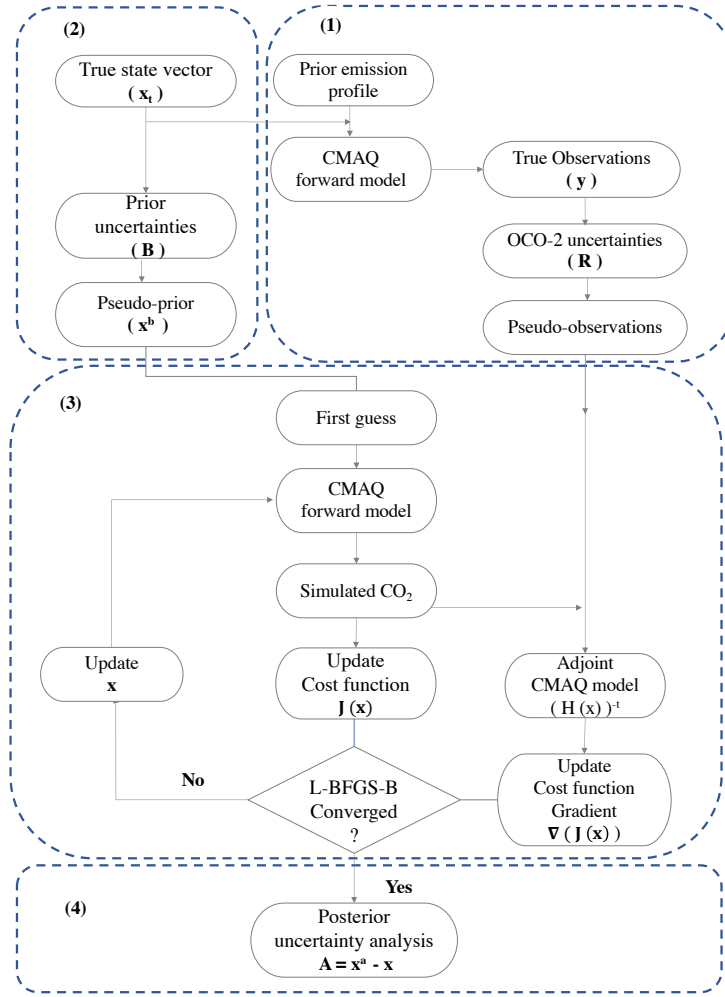 (2)
True state vector
( xt )
Prior
uncertainties
( B )
Pseudo-prior
( xb )
(1)
Prior emission
profile
CMAQ
forward model
True Observations
( y )
OCO-2 uncertainties
( R )
Pseudo-observations
(3)
First guess
CMAQ
forward model
Simulated CO2
Update
x
Update
Cost function
J (x)
Adjoint
CMAQ model
( H (x) )-t
No
L-BFGS-B
Converged
?
Update
Cost function
Gradient
∇ ( J (x) )
Yes
(4)
Posterior
uncertainty analysis
A = xa - x